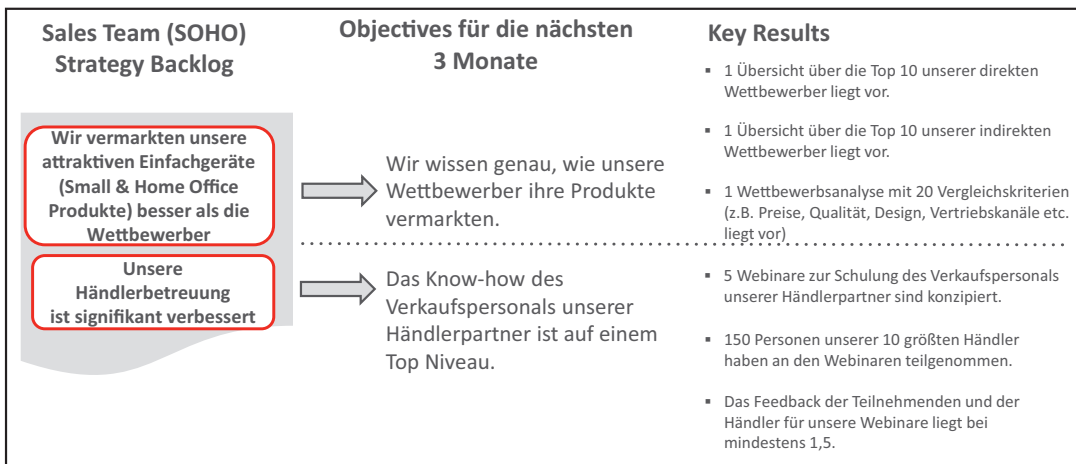 Sales Team (SOHO)
Strategy Backlog
Objectives für die nächsten
3 Monate
Key Results
Wir vermarkten unsere
attraktiven Einfachgeräte
(Small & Home Office
Produkte) besser als die
Wettbewerber
Wir wissen genau, wie unsere
Wettbewerber ihre Produkte
vermarkten.
▪ 1 Übersicht über die Top 10 unserer direkten
Wettbewerber liegt vor.
▪ 1 Übersicht über die Top 10 unserer indirekten
Wettbewerber liegt vor.
▪ 1 Wettbewerbsanalyse mit 20 Vergleichskriterien
(z.B. Preise, Qualität, Design, Vertriebskanäle etc.
liegt vor)
Unsere
Händlerbetreuung
ist signifikant verbessert
Das Know-how des
Verkaufspersonals unserer
Händlerpartner ist auf einem
Top Niveau.
▪ 5 Webinare zur Schulung des Verkaufspersonals
unserer Händlerpartner sind konzipiert.
▪ 150 Personen unserer 10 größten Händler
haben an den Webinaren teilgenommen.
▪ Das Feedback der Teilnehmenden und der
Händler für unsere Webinare liegt bei
mindestens 1,5.